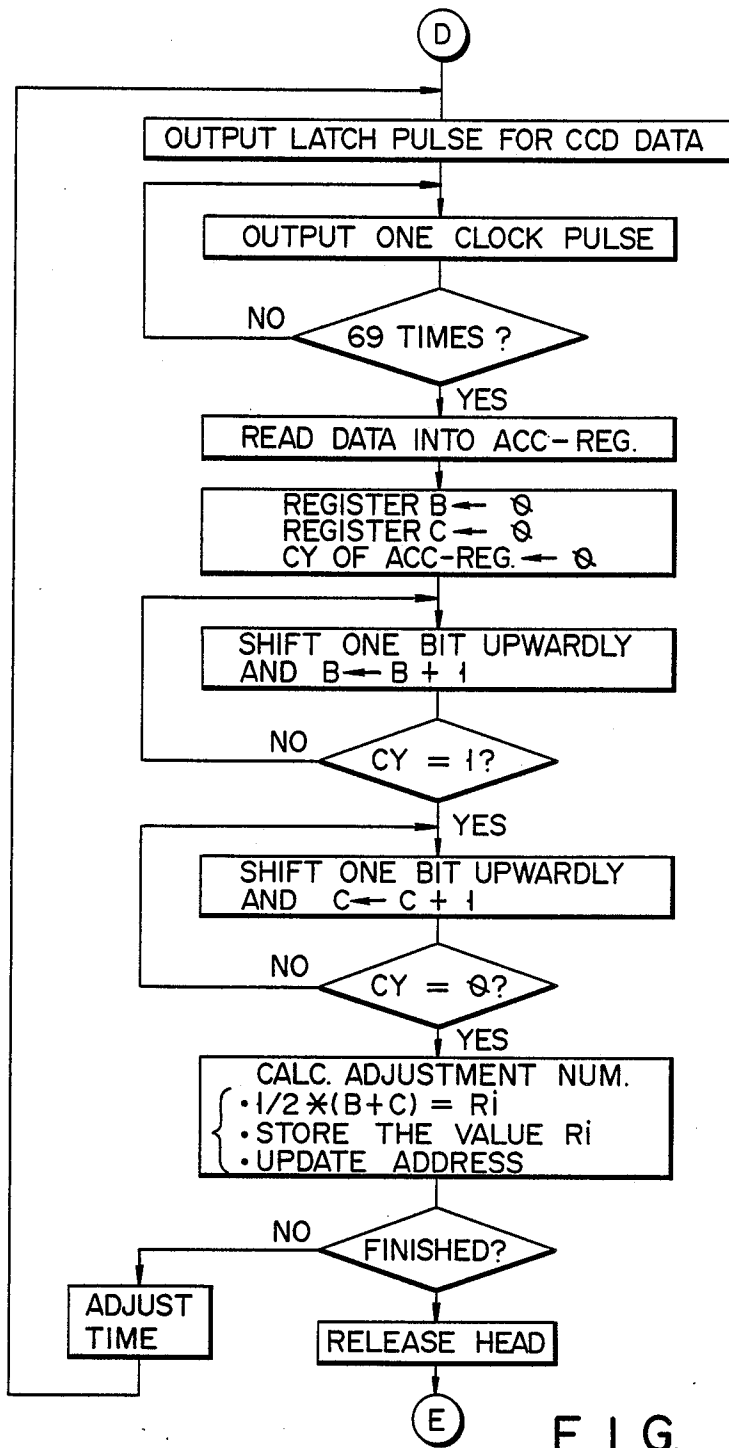 D
OUTPUT LATCH PULSE FOR CCD DATA
OUTPUT ONE CLOCK PULSE
NO
69 TIMES ?
YES
READ DATA INTO ACC-REG.
REGISTER B ← 0
REGISTER C ← 0
CY OF ACC-REG. ← 0
SHIFT ONE BIT UPWARDLY
AND B ← B + 1
NO
CY = 1?
YES
SHIFT ONE BIT UPWARDLY
AND C ← C + 1
NO
CY = 0?
YES
CALC. ADJUSTMENT NUM.
• 1/2 * (B+C) = Ri
• STORE THE VALUE Ri
• UPDATE ADDRESS
NO
FINISHED?
ADJUST
TIME
RELEASE HEAD
E
FIG.